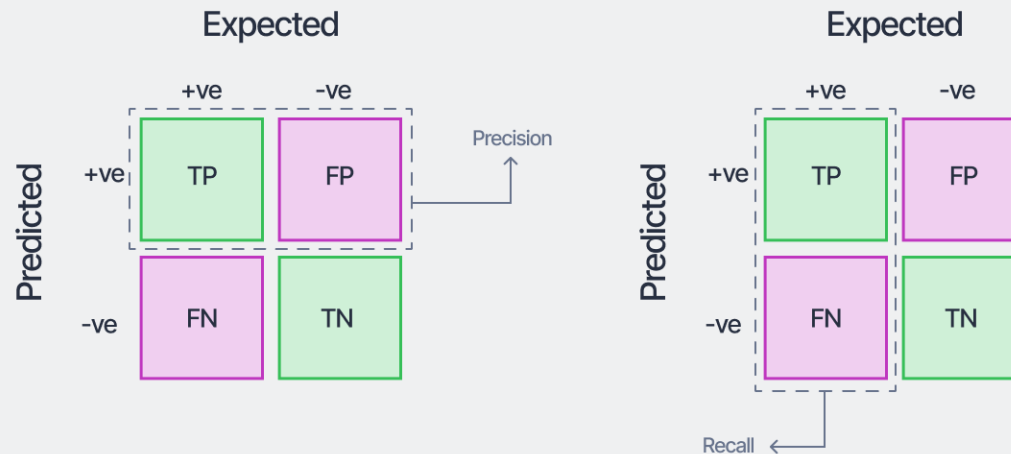 Expected
+ve -ve
Precision
Predicted
+ve TP FP
-ve FN TN
Expected
+ve -ve
Predicted
+ve TP FP
-ve FN TN
Recall